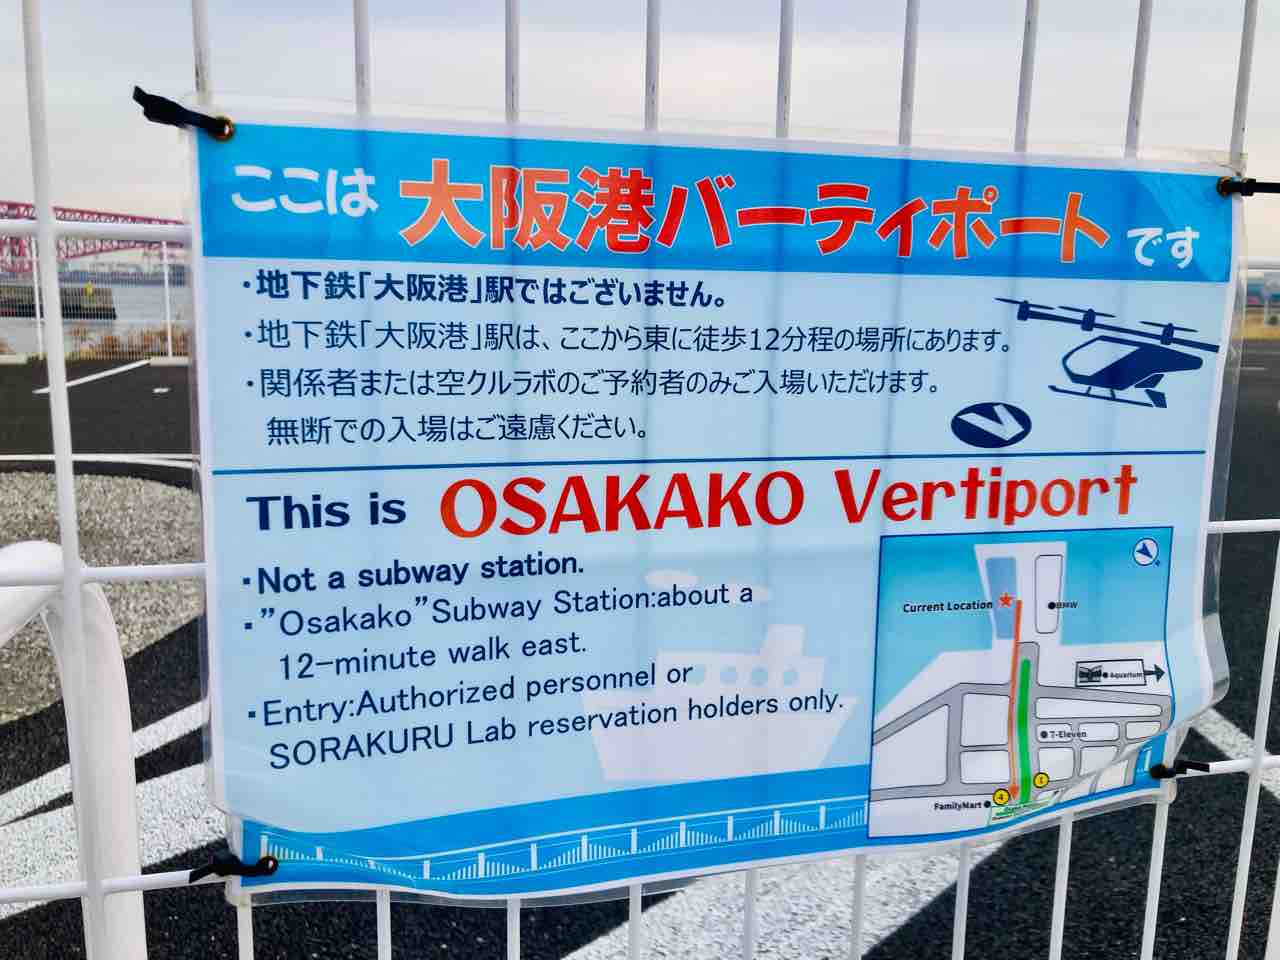 ここは 大阪港バーティポート です
・地下鉄「大阪港」駅ではございません。
・地下鉄「大阪港」駅は、ここから東に徒歩12分程の場所にあります。
・関係者または空クルラボのご予約者のみご入場いただけます。
無断での入場はご遠慮ください。
This is OSAKAKO Vertiport
・Not a subway station.
・"Osakako"Subway Station:about a
12-minute walk east.
・Entry:Authorized personnel or
SORAKURU Lab reservation holders only.
Current Location
BMW
Aquarium
7-Eleven
FamilyMart
4
1